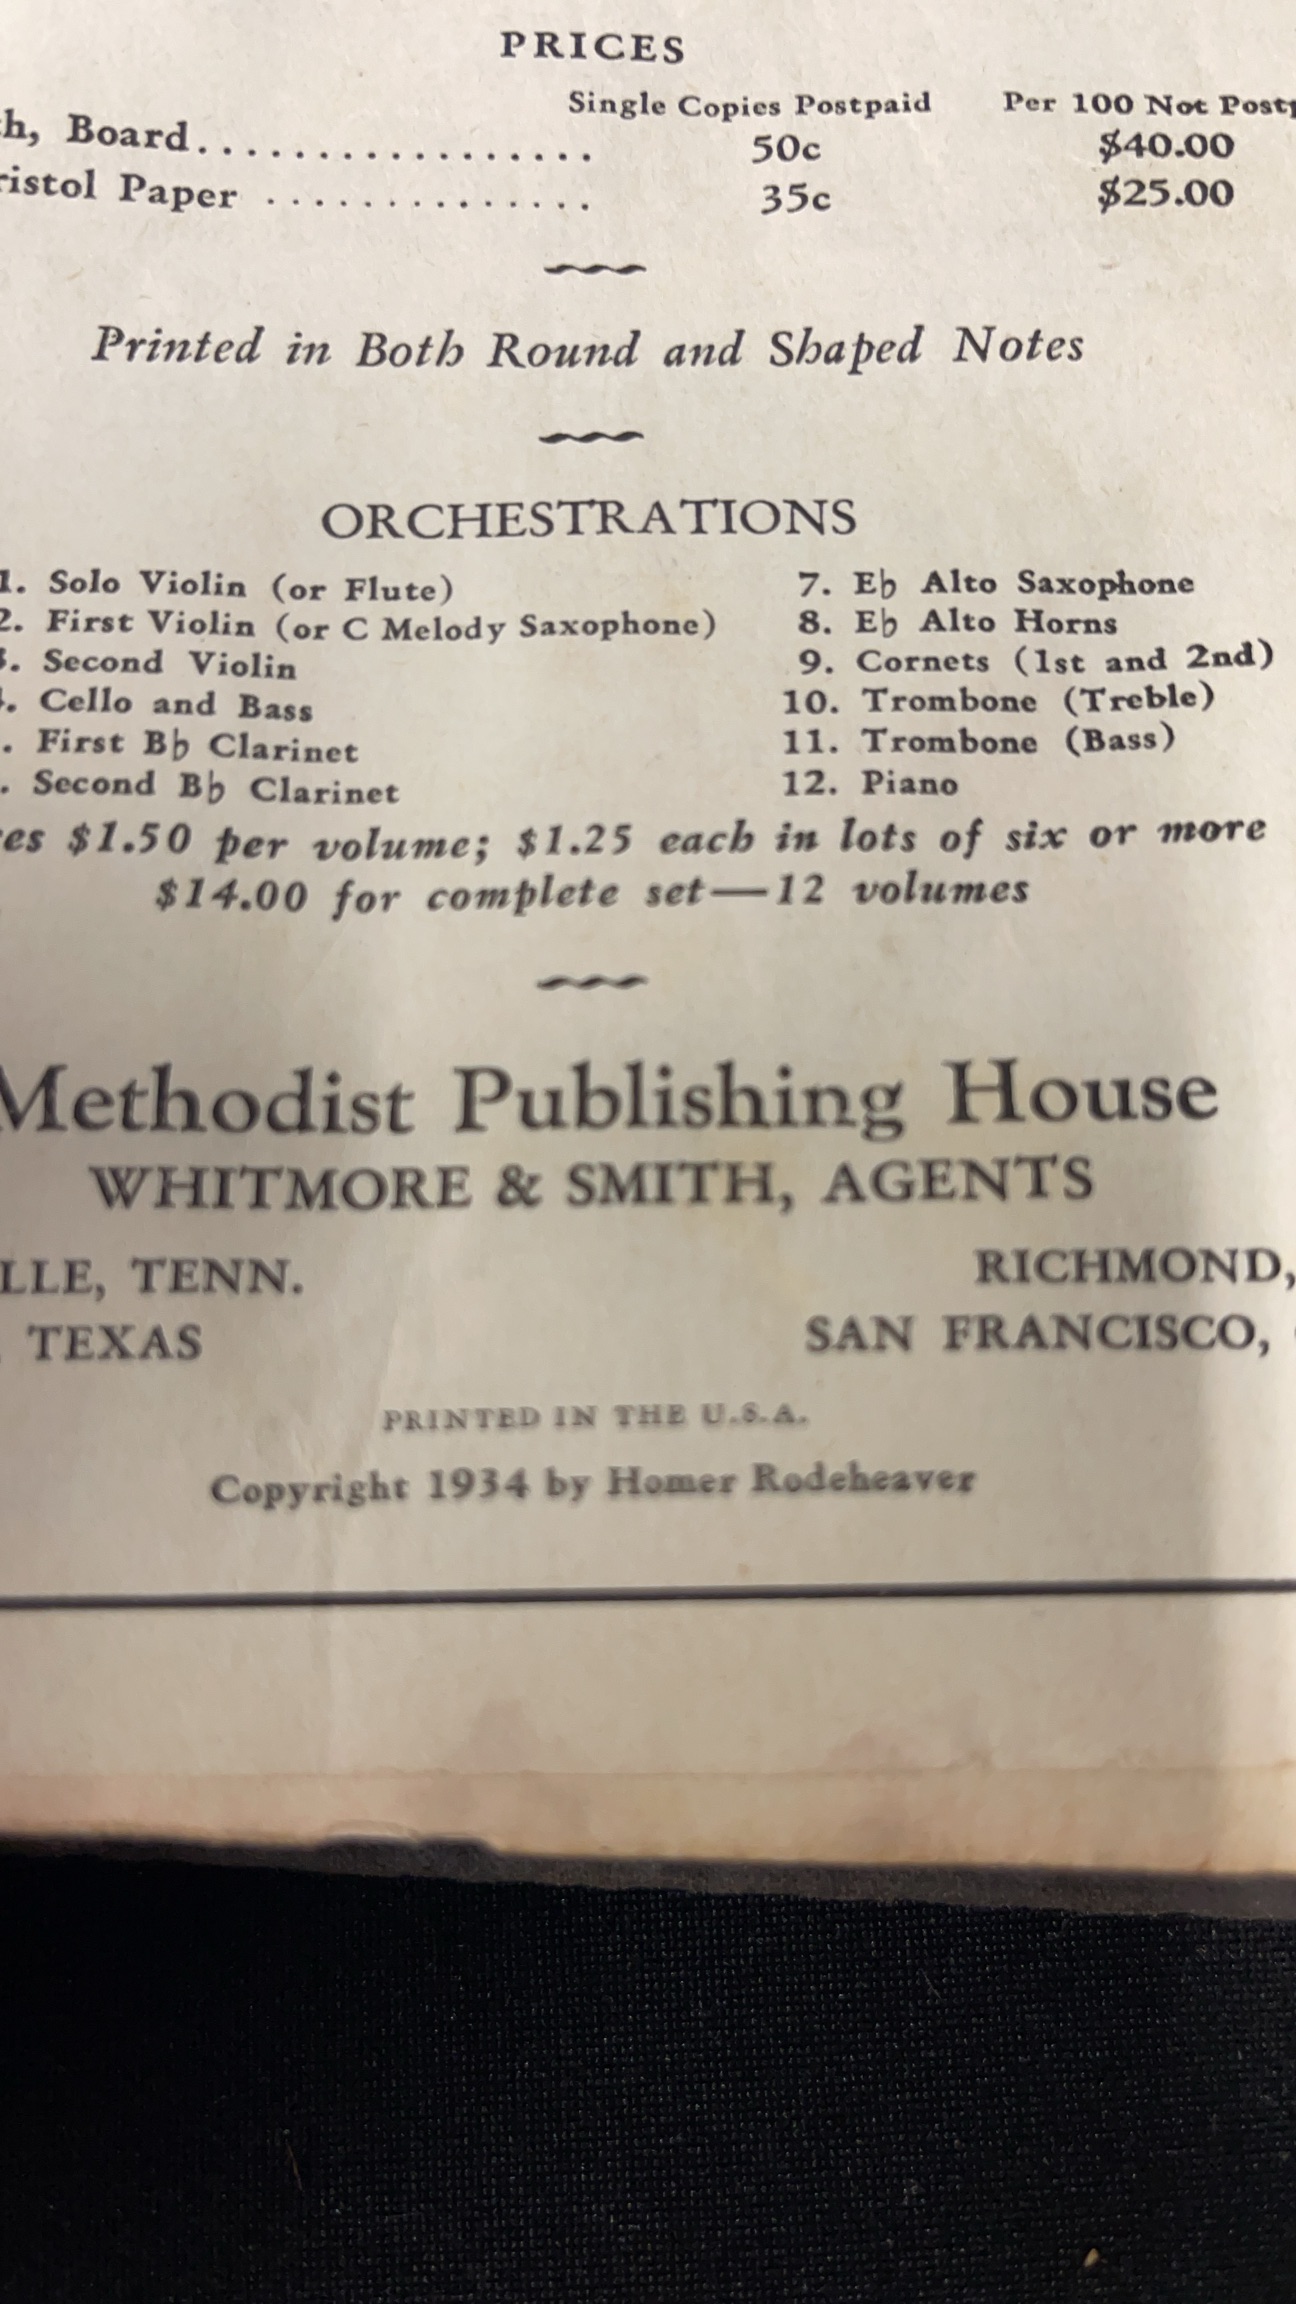 PRICES
Single Copies Postpaid Per 100 Not Postp
h, Board................. 50c $40.00
ristol Paper .............. 35c $25.00
Printed in Both Round and Shaped Notes
ORCHESTRATIONS
1. Solo Violin (or Flute) 7. E♭ Alto Saxophone
2. First Violin (or C Melody Saxophone) 8. E♭ Alto Horns
. Second Violin 9. Cornets (1st and 2nd)
. Cello and Bass 10. Trombone (Treble)
. First B♭ Clarinet 11. Trombone (Bass)
. Second B♭ Clarinet 12. Piano
es $1.50 per volume; $1.25 each in lots of six or more
$14.00 for complete set—12 volumes
Methodist Publishing House
WHITMORE & SMITH, AGENTS
LLE, TENN. RICHMOND,
, TEXAS SAN FRANCISCO,
PRINTED IN THE U.S.A.
Copyright 1934 by Homer Rodeheaver